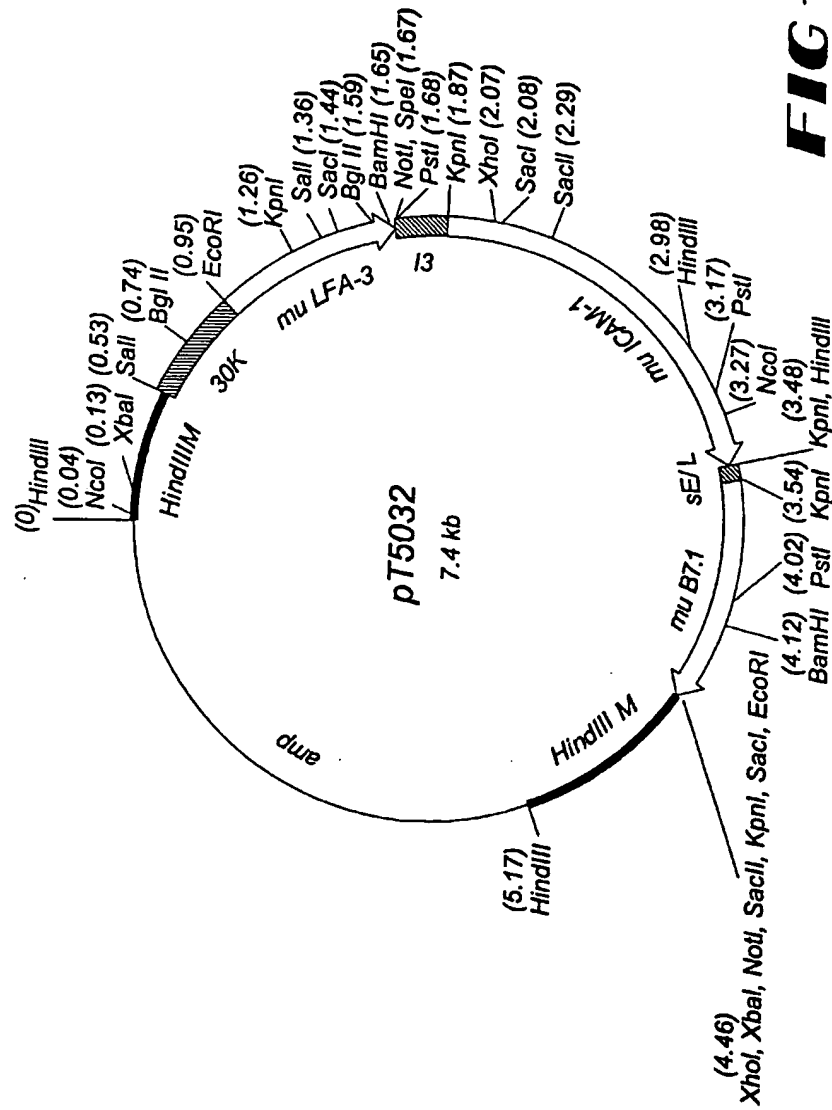 (0) HindIII
(0.04)
NcoI
(0.13)
XbaI
(0.53)
SalI
(0.74)
Bgl II
(0.95)
EcoRI
(1.26)
KpnI
SalI (1.36)
SacI (1.44)
Bgl II (1.59)
BamHI (1.65)
NotI, SpeI (1.67)
PstI (1.68)
KpnI (1.87)
XhoI (2.07)
SacI (2.08)
SacII (2.29)
(2.98)
HindIII
(3.17)
PstI
(3.27)
NcoI
(3.48)
KpnI, HindIII
(3.54)
KpnI
(4.02)
PstI
(4.12)
BamHI
(4.46)
XhoI, XbaI, NotI, SacII, KpnI, SacI, EcoRI
(5.17)
HindIII
HindIIIM
30K
mu LFA-3
I3
mu ICAM-1
sE/L
mu B7.1
HindIII M
amp
pT5032
7.4 kb
FIG